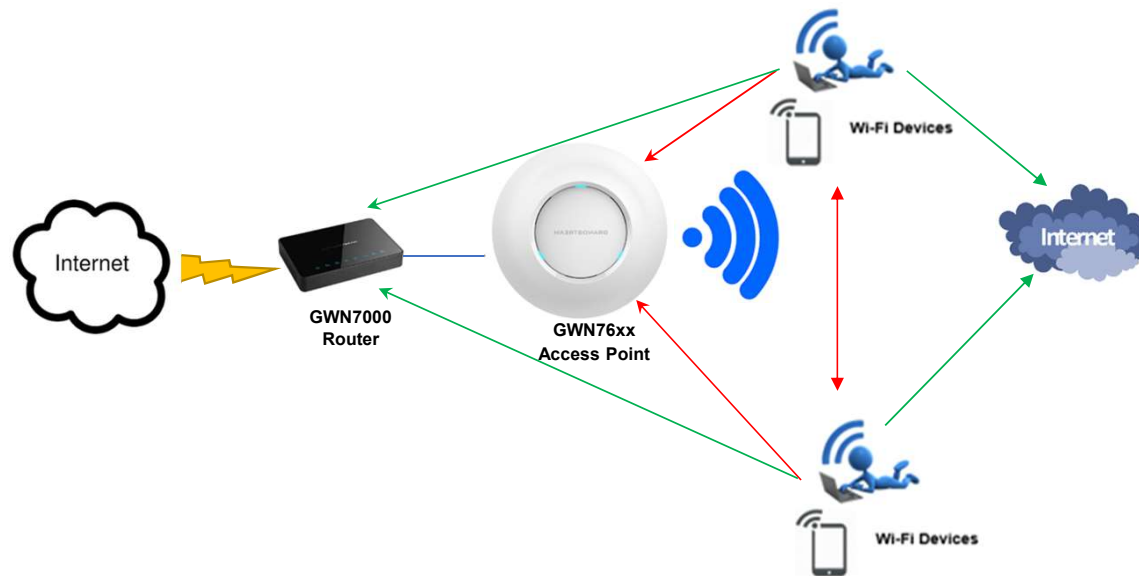 Wi-Fi Devices
Internet
Internet
GWN7000
Router
GWN76xx
Access Point
Wi-Fi Devices